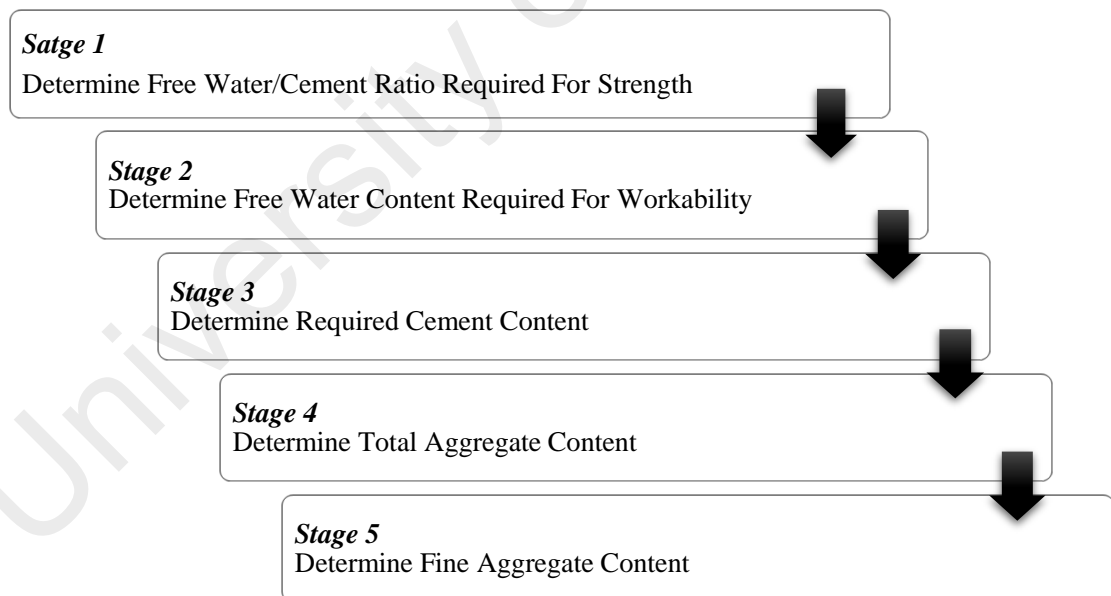 Satge 1
Determine Free Water/Cement Ratio Required For Strength
Stage 2
Determine Free Water Content Required For Workability
Stage 3
Determine Required Cement Content
Stage 4
Determine Total Aggregate Content
Stage 5
Determine Fine Aggregate Content
University